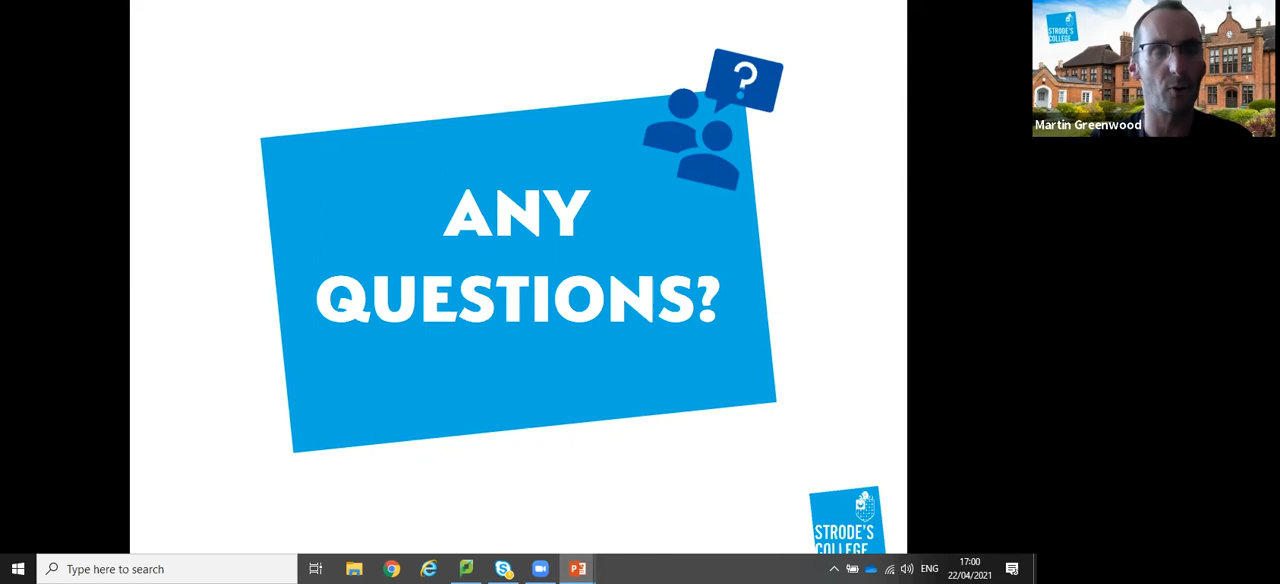 STRODE'S
COLLEGE
Martin Greenwood
?
ANY
QUESTIONS?
STRODE'S
COLLEGE
Type here to search
ENG
17:00
22/04/2021